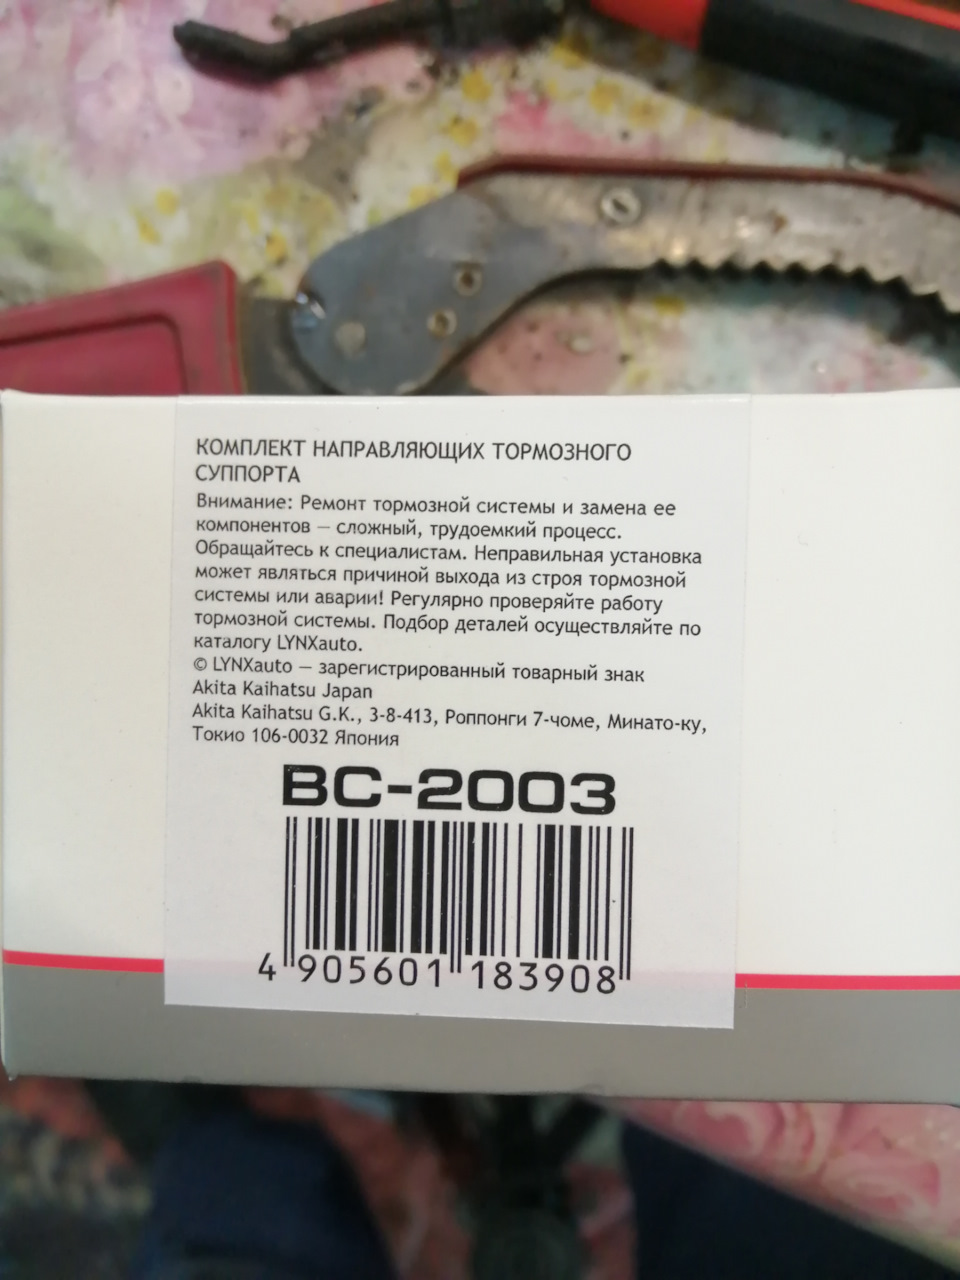 КОМПЛЕКТ НАПРАВЛЯЮЩИХ ТОРМОЗНОГО
СУППОРТА
Внимание: Ремонт тормозной системы и замена ее
компонентов — сложный, трудоемкий процесс.
Обращайтесь к специалистам. Неправильная установка
может являться причиной выхода из строя тормозной
системы или аварии! Регулярно проверяйте работу
тормозной системы. Подбор деталей осуществляйте по
каталогу LYNXauto.
© LYNXauto — зарегистрированный товарный знак
Akita Kaihatsu Japan
Akita Kaihatsu G.K., 3-8-413, Роппонги 7-чоме, Минато-ку,
Токио 106-0032 Япония
BC-2003
4 905601 183908